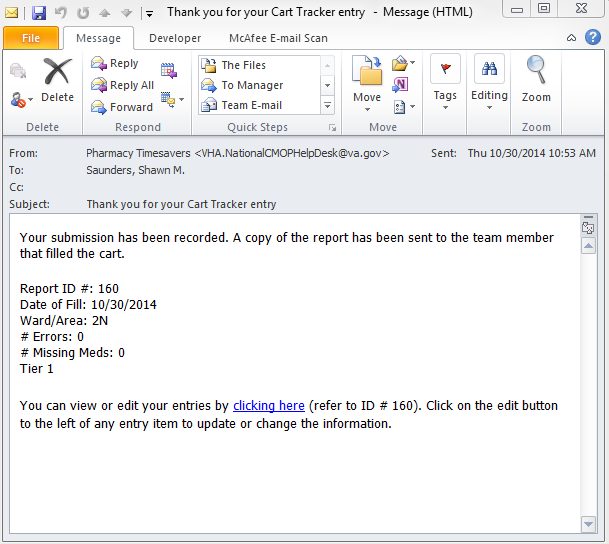 Thank you for your Cart Tracker entry - Message (HTML)
File Message Developer McAfee E-mail Scan
Delete
Reply
Reply All
Forward
The Files
To Manager
Team E-mail
Move
Tags
Editing
Zoom
Delete Respond Quick Steps Move Zoom
From: Pharmacy Timesavers <VHA.NationalCMOPHelpDesk@va.gov> Sent: Thu 10/30/2014 10:53 AM
To: Saunders, Shawn M.
Cc:
Subject: Thank you for your Cart Tracker entry
Your submission has been recorded. A copy of the report has been sent to the team member
that filled the cart.
Report ID #: 160
Date of Fill: 10/30/2014
Ward/Area: 2N
# Errors: 0
# Missing Meds: 0
Tier 1
You can view or edit your entries by clicking here (refer to ID # 160). Click on the edit button
to the left of any entry item to update or change the information.